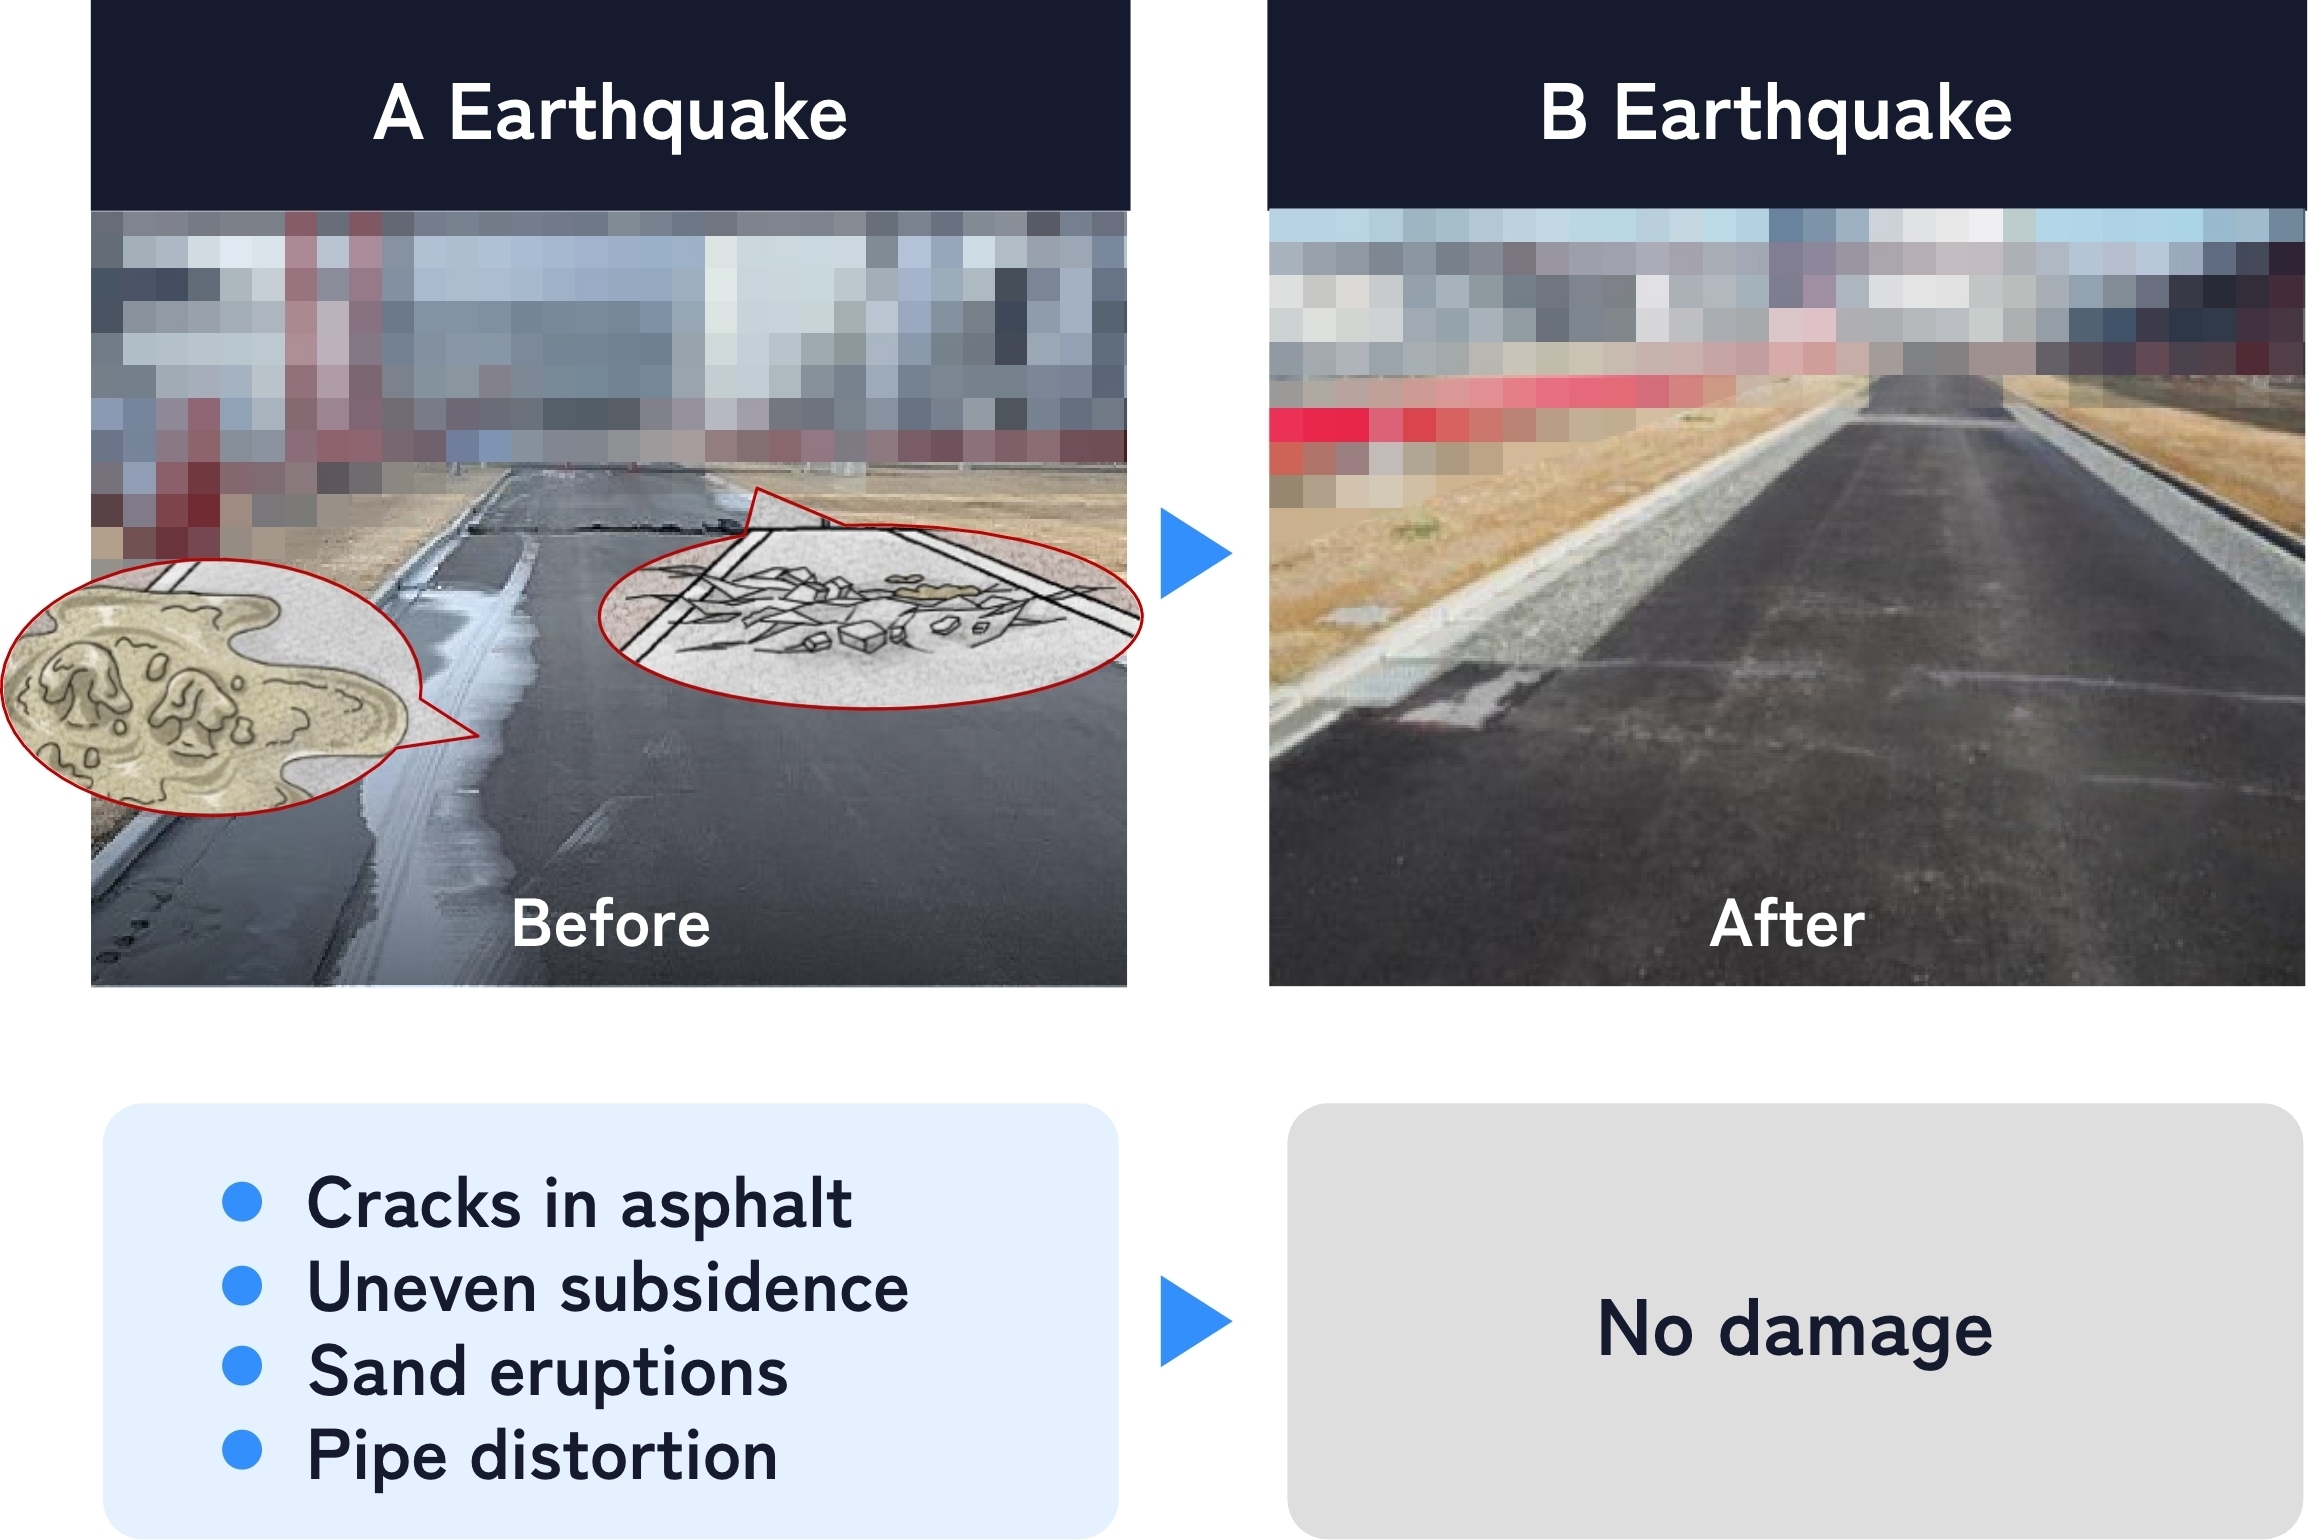 A Earthquake
B Earthquake
Before
After
Cracks in asphalt
Uneven subsidence
Sand eruptions
Pipe distortion
No damage